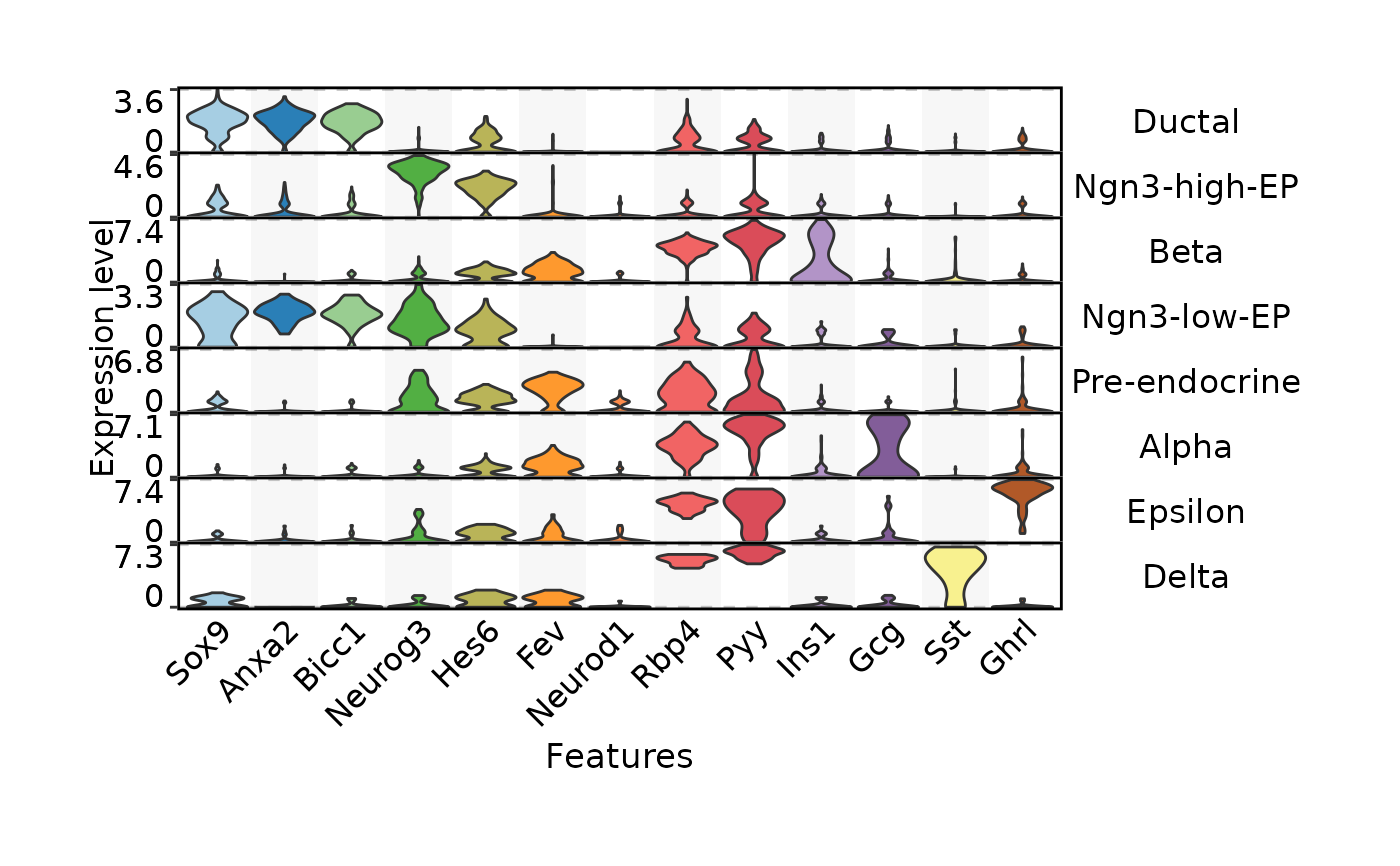 3.6
0
Ductal
4.6
0
Ngn3-high-EP
7.4
0
Beta
3.3
0
Ngn3-low-EP
6.8
0
Pre-endocrine
7.1
0
Alpha
7.4
0
Epsilon
7.3
0
Delta
Expression level
Sox9
Anxa2
Bicc1
Neurog3
Hes6
Fev
Neurod1
Rbp4
Pyy
Ins1
Gcg
Sst
Ghrl
Features